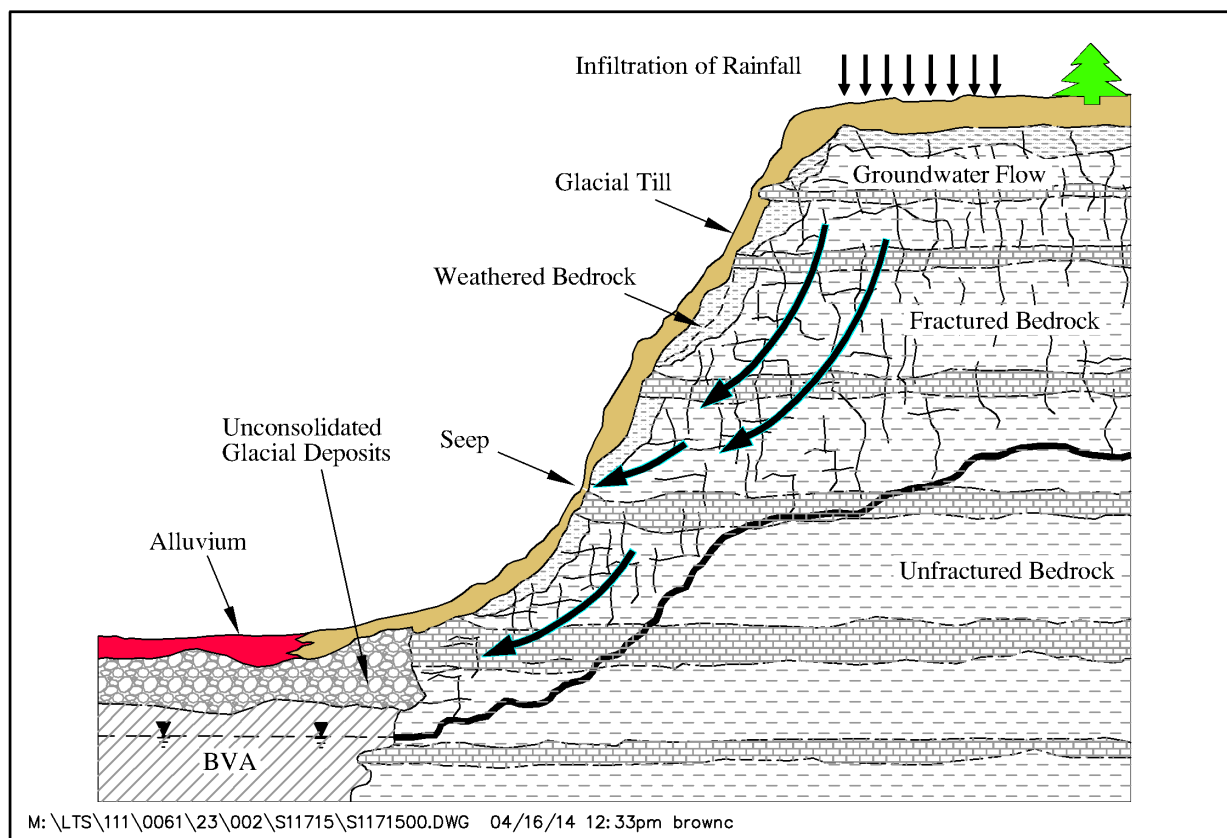 Infiltration of Rainfall
Groundwater Flow
Glacial Till
Weathered Bedrock
Fractured Bedrock
Unconsolidated
Glacial Deposits
Seep
Alluvium
Unfractured Bedrock
BVA
M:\LTS\111\0061\23\002\S11715\S1171500.DWG 04/16/14 12:33pm brownc